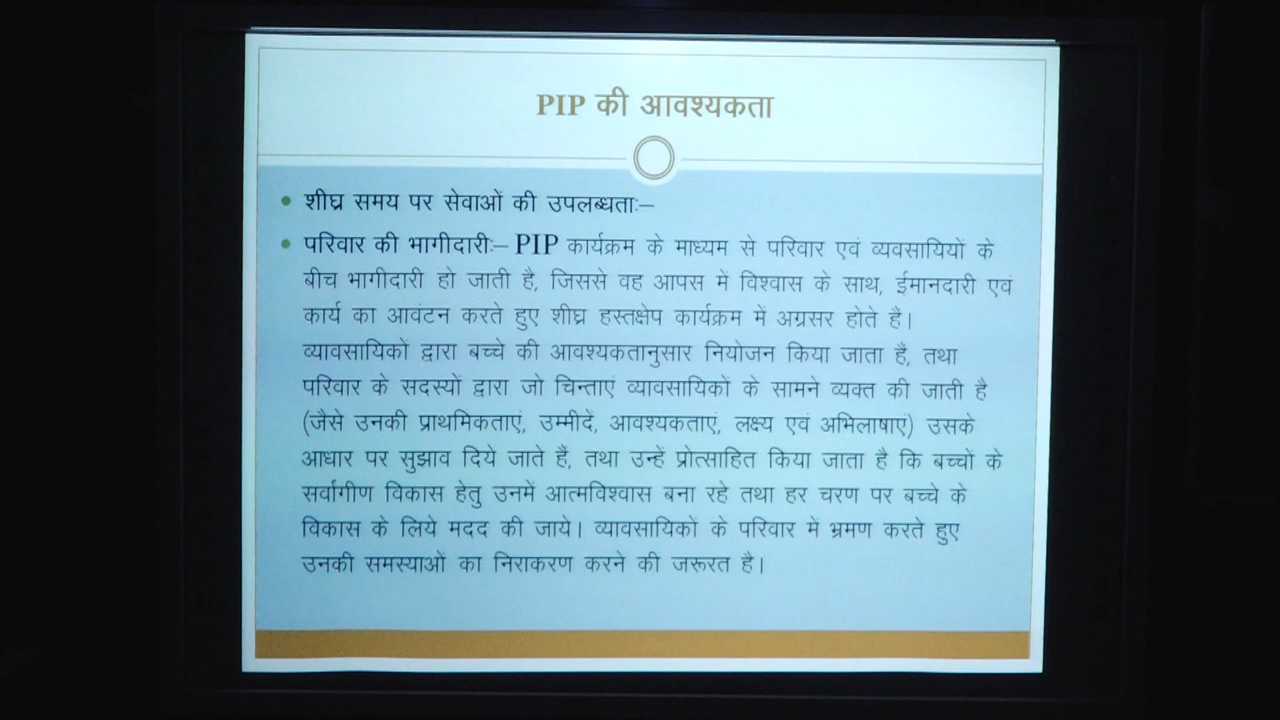 PIP की आवश्यकता
• शीघ्र समय पर सेवाओं की उपलब्धताः–
• परिवार की भागीदारीः– PIP कार्यक्रम के माध्यम से परिवार एवं व्यवसायियों के
बीच भागीदारी हो जाती है, जिससे वह आपस में विश्वास के साथ, ईमानदारी एवं
कार्य का आवंटन करते हुए शीघ्र हस्तक्षेप कार्यक्रम में अग्रसर होते हैं।
व्यावसायिकों द्वारा बच्चे की आवश्यकतानुसार नियोजन किया जाता है, तथा
परिवार के सदस्यों द्वारा जो चिन्ताएं व्यावसायिकों के सामने व्यक्त की जाती है
(जैसे उनकी प्राथमिकताएं, उम्मीदें, आवश्यकताएं, लक्ष्य एवं अभिलाषाएं) उसके
आधार पर सुझाव दिये जाते हैं, तथा उन्हें प्रोत्साहित किया जाता है कि बच्चों के
सर्वांगीण विकास हेतु उनमें आत्मविश्वास बना रहे तथा हर चरण पर बच्चे के
विकास के लिये मदद की जाये। व्यावसायिकों के परिवार में भ्रमण करते हुए
उनकी समस्याओं का निराकरण करने की जरूरत है।